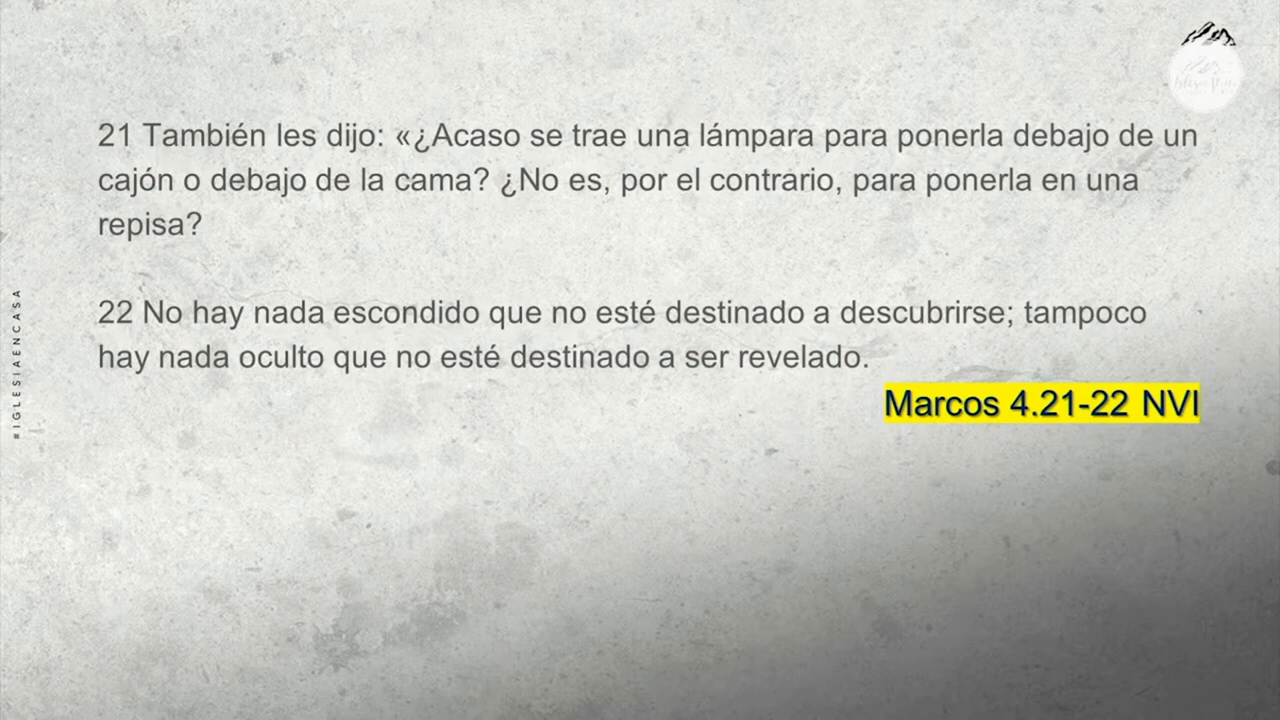 21 También les dijo: «¿Acaso se trae una lámpara para ponerla debajo de un
cajón o debajo de la cama? ¿No es, por el contrario, para ponerla en una
repisa?
22 No hay nada escondido que no esté destinado a descubrirse; tampoco
hay nada oculto que no esté destinado a ser revelado.
Marcos 4.21-22 NVI
#IGLESIAENCASA